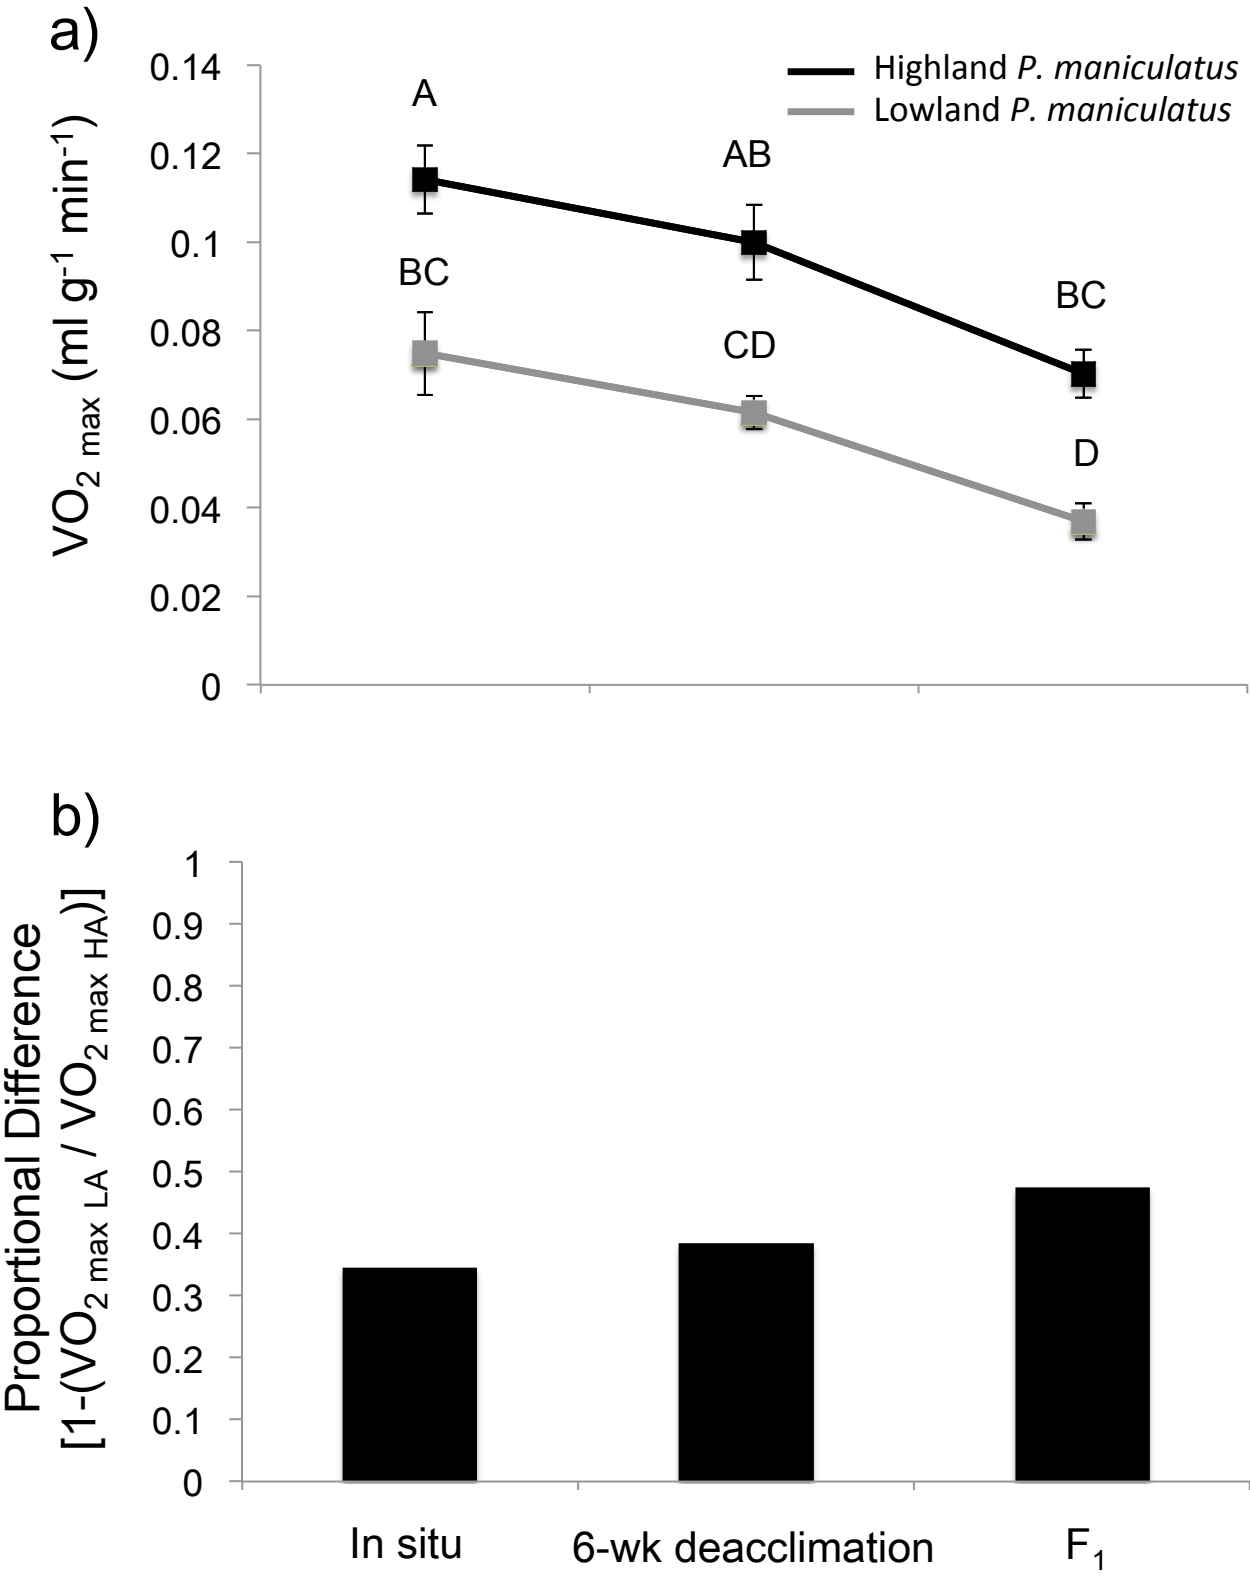 a)
Highland P. maniculatus
Lowland P. maniculatus
VO2 max (ml g-1 min-1)
0.14
0.12
0.1
0.08
0.06
0.04
0.02
0
A
AB
BC
BC
CD
D
b)
Proportional Difference
[1-(VO2 max LA / VO2 max HA)]
1
0.9
0.8
0.7
0.6
0.5
0.4
0.3
0.2
0.1
0
In situ
6-wk deacclimation
F1